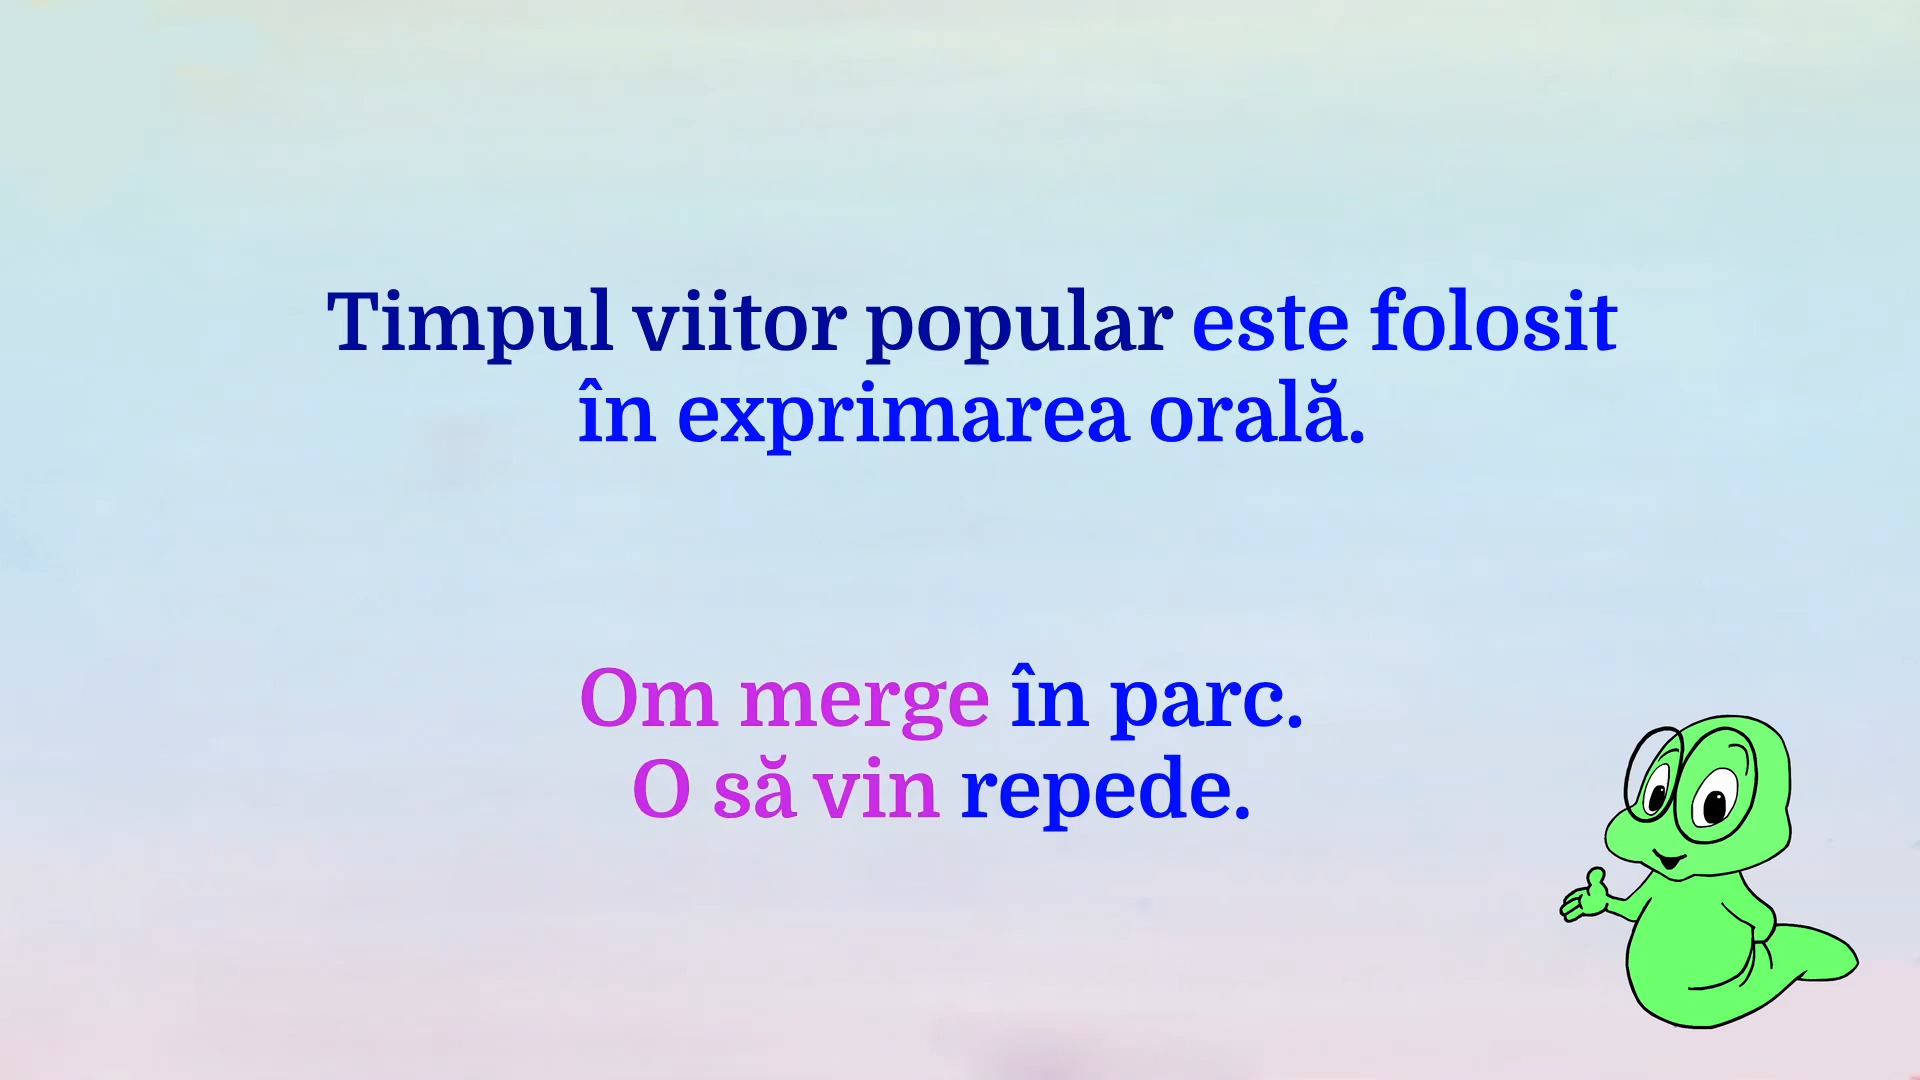 Timpul viitor popular este folosit
în exprimarea orală.
Om merge în parc.
O să vin repede.